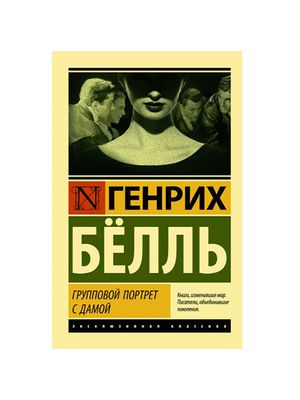 N ГЕНРИХ
БЁЛЛЬ
ГРУППОВОЙ ПОРТРЕТ
С ДАМОЙ
Книги, изменившие мир.
Писатели, объединившие
поколения.
ЭКСКЛЮЗИВНАЯ КЛАССИКА